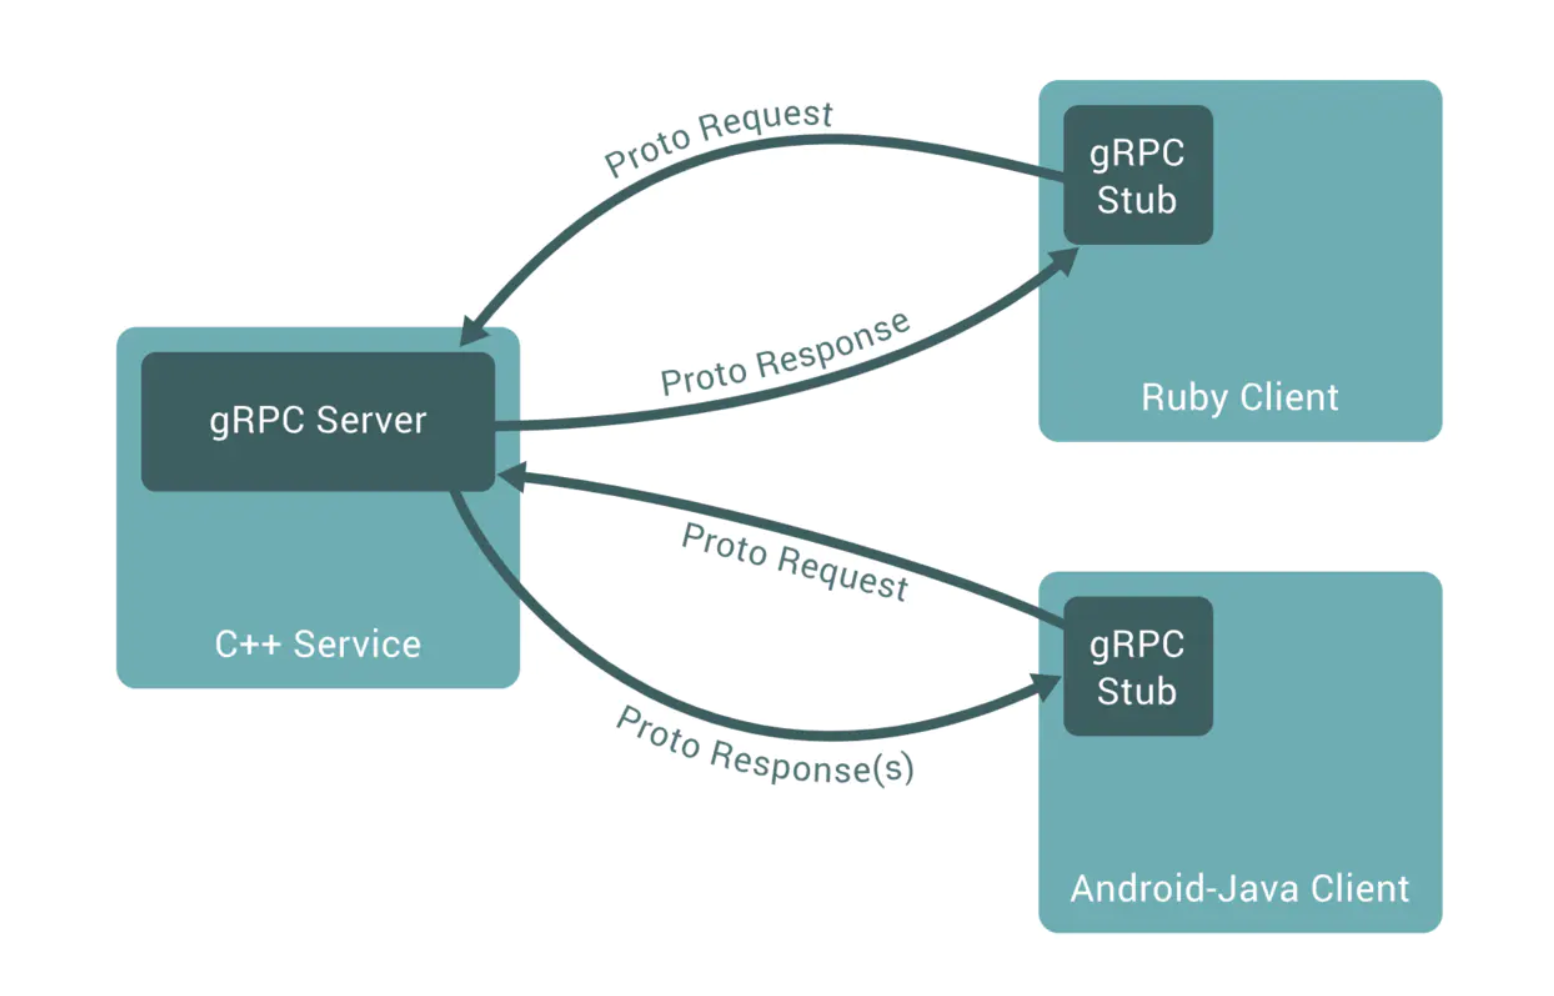 Proto Request
gRPC
Stub
Proto Response
Ruby Client
gRPC Server
C++ Service
Proto Request
gRPC
Stub
Proto Response(s)
Android-Java Client